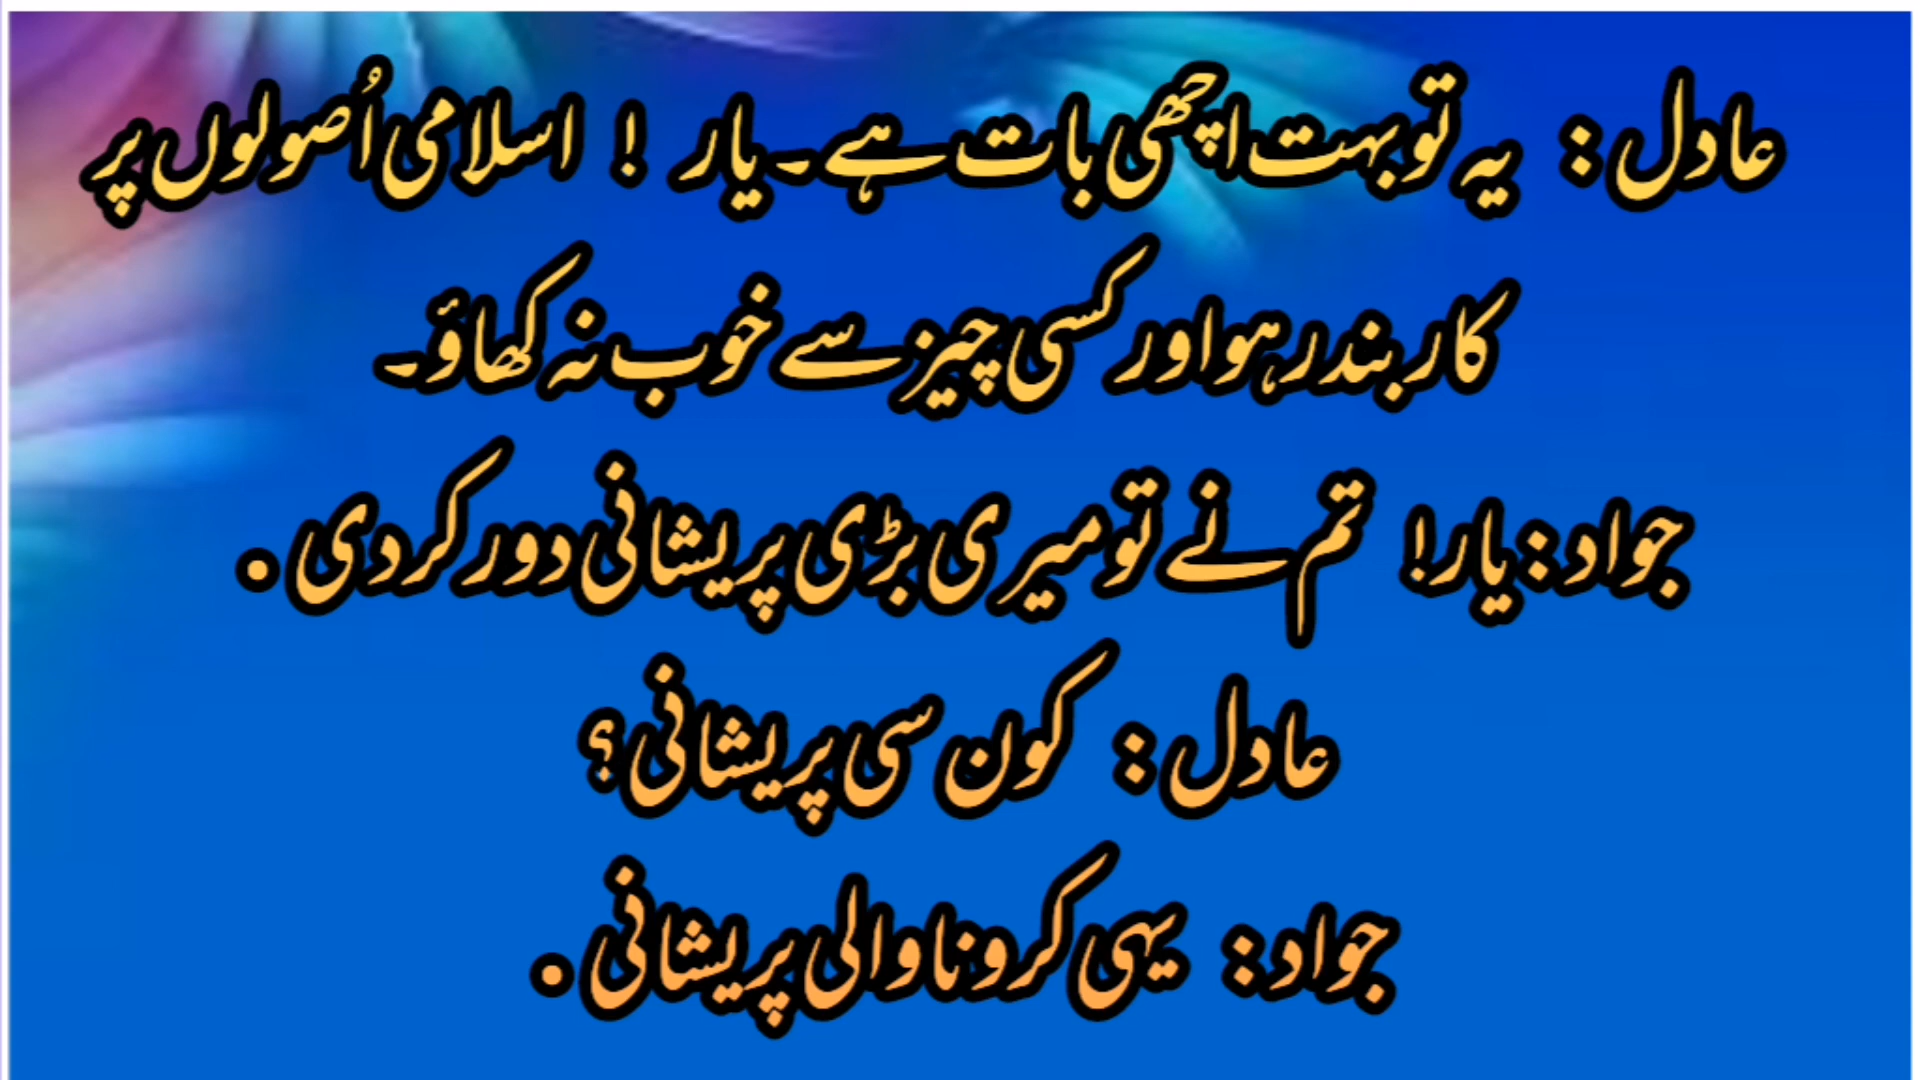 عادل : یہ تو بہت اچھی بات ہے۔ یار ! اسلامی اُصولوں پر
کاربند رہو اور کسی چیز سے خوب نہ کھاؤ۔
جواد: یار! تم نے تو میری بڑی پریشانی دور کردی .
عادل : کون سی پریشانی ؟
جواد: یہی کرونا والی پریشانی .